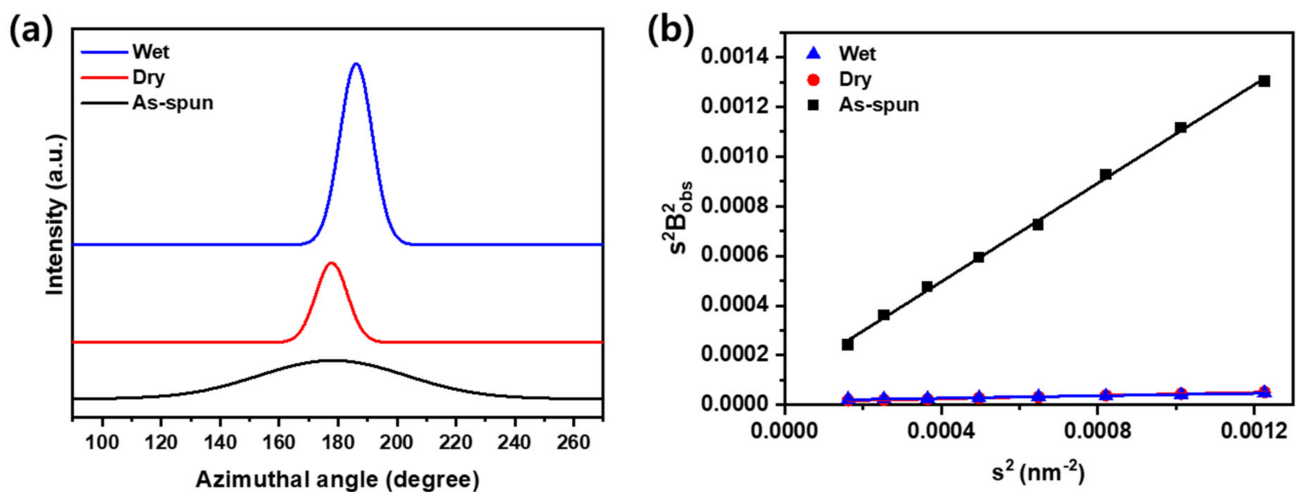 (a)
Wet
Dry
As-spun
Intensity (a.u.)
100 120 140 160 180 200 220 240 260
Azimuthal angle (degree)
(b)
Wet
Dry
As-spun
s²B²obs
0.0014
0.0012
0.0010
0.0008
0.0006
0.0004
0.0002
0.0000
0.0000 0.0004 0.0008 0.0012
s² (nm⁻²)